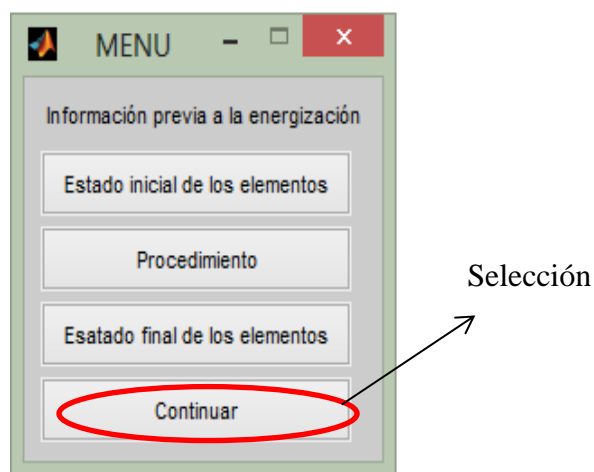 MENU
Información previa a la energización
Estado inicial de los elementos
Procedimiento
Esatado final de los elementos
Continuar
Selección